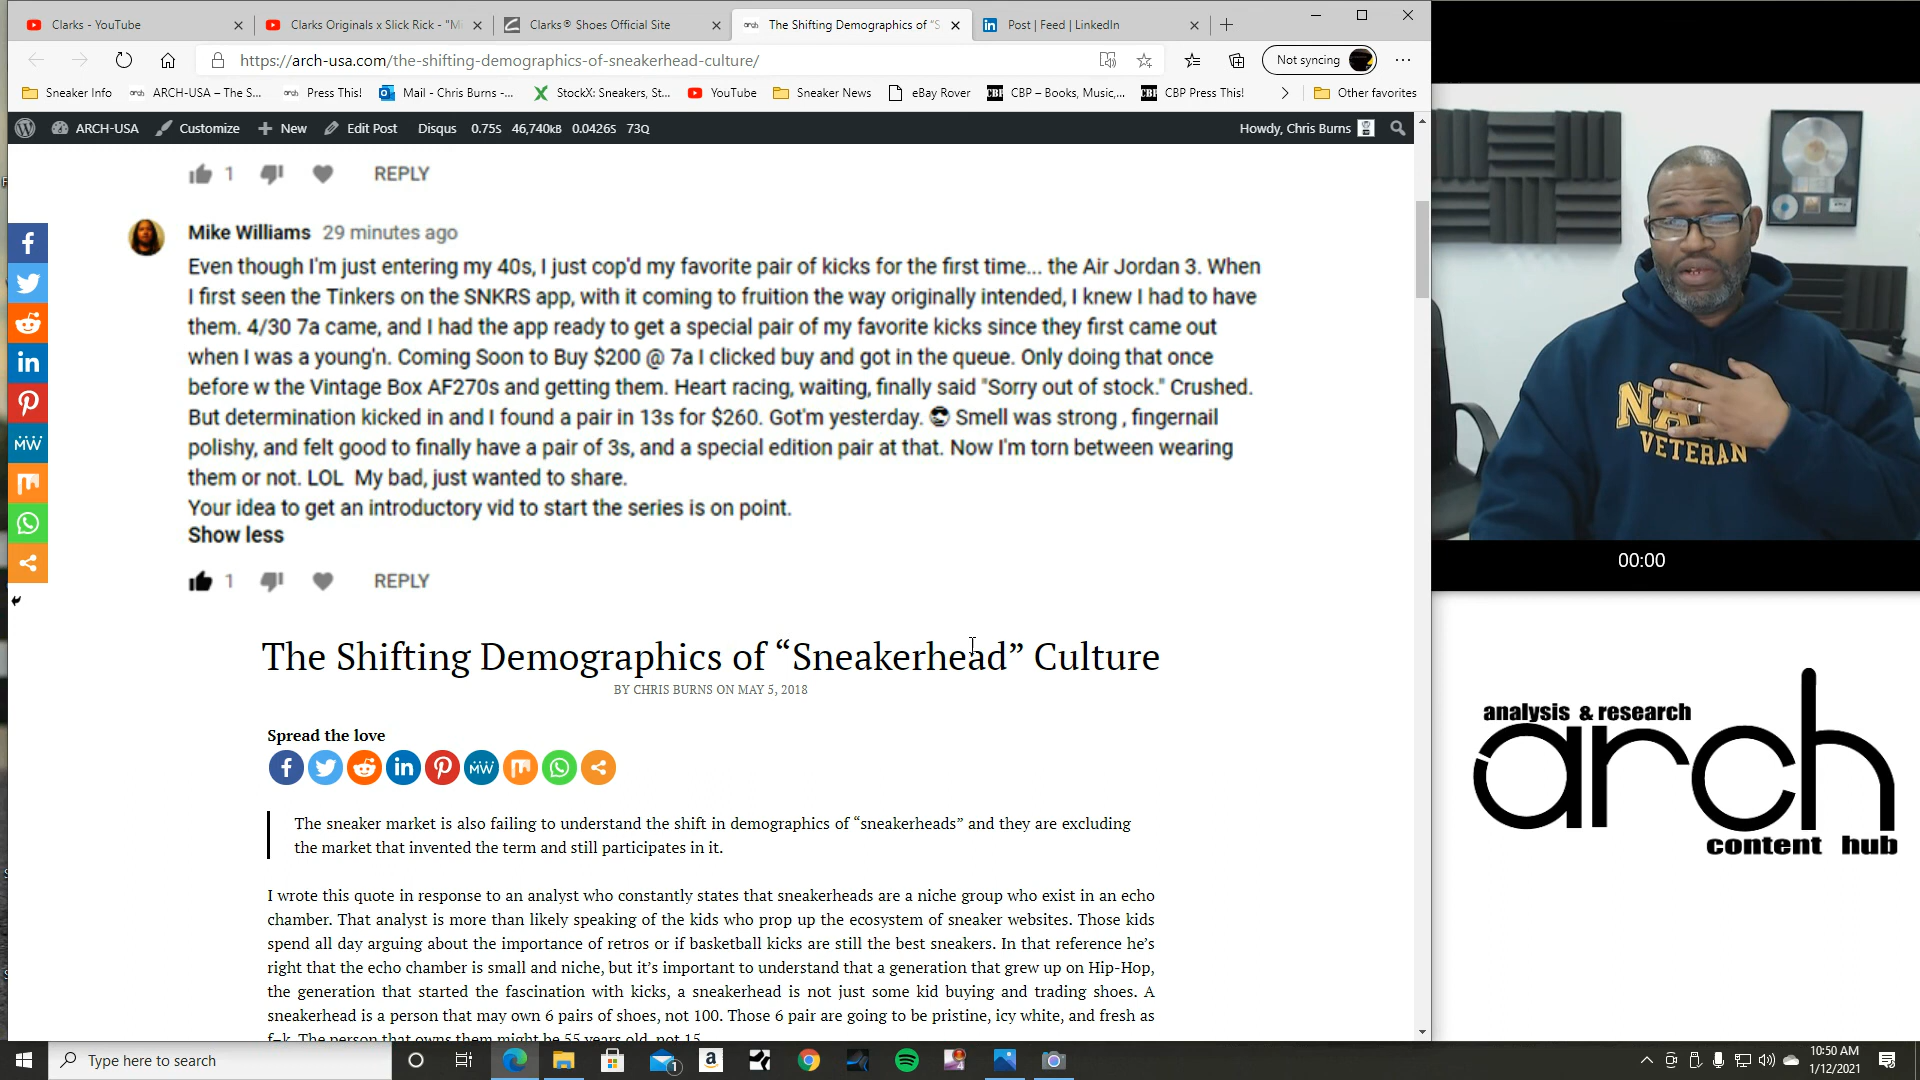 Clarks - YouTube
Clarks Originals x Slick Rick - "Mi
Clarks® Shoes Official Site
The Shifting Demographics of "S
Post | Feed | LinkedIn
https://arch-usa.com/the-shifting-demographics-of-sneakerhead-culture/
Not syncing
Sneaker Info
ARCH-USA – The S...
Press This!
Mail - Chris Burns -...
StockX: Sneakers, St...
YouTube
Sneaker News
eBay Rover
CBP – Books, Music,...
CBP Press This!
Other favorites
ARCH-USA
Customize
New
Edit Post
Disqus
0.75S
46,740KB
0.0426S
73Q
Howdy, Chris Burns
1
REPLY
Mike Williams 29 minutes ago
Even though I'm just entering my 40s, I just cop'd my favorite pair of kicks for the first time... the Air Jordan 3. When
I first seen the Tinkers on the SNKRS app, with it coming to fruition the way originally intended, I knew I had to have
them. 4/30 7a came, and I had the app ready to get a special pair of my favorite kicks since they first came out
when I was a young'n. Coming Soon to Buy $200 @ 7a I clicked buy and got in the queue. Only doing that once
before w the Vintage Box AF270s and getting them. Heart racing, waiting, finally said "Sorry out of stock." Crushed.
But determination kicked in and I found a pair in 13s for $260. Got'm yesterday. 😎 Smell was strong , fingernail
polishy, and felt good to finally have a pair of 3s, and a special edition pair at that. Now I'm torn between wearing
them or not. LOL My bad, just wanted to share.
Your idea to get an introductory vid to start the series is on point.
Show less
1
REPLY
The Shifting Demographics of “Sneakerhead” Culture
BY CHRIS BURNS ON MAY 5, 2018
Spread the love
The sneaker market is also failing to understand the shift in demographics of “sneakerheads” and they are excluding
the market that invented the term and still participates in it.
I wrote this quote in response to an analyst who constantly states that sneakerheads are a niche group who exist in an echo
chamber. That analyst is more than likely speaking of the kids who prop up the ecosystem of sneaker websites. Those kids
spend all day arguing about the importance of retros or if basketball kicks are still the best sneakers. In that reference he’s
right that the echo chamber is small and niche, but it’s important to understand that a generation that grew up on Hip-Hop,
the generation that started the fascination with kicks, a sneakerhead is not just some kid buying and trading shoes. A
sneakerhead is a person that may own 6 pairs of shoes, not 100. Those 6 pair are going to be pristine, icy white, and fresh as
f–k. The person that owns them might be 55 years old, not 15.
VETERAN
00:00
analysis & research
arch
content hub
Type here to search
10:50 AM
1/12/2021